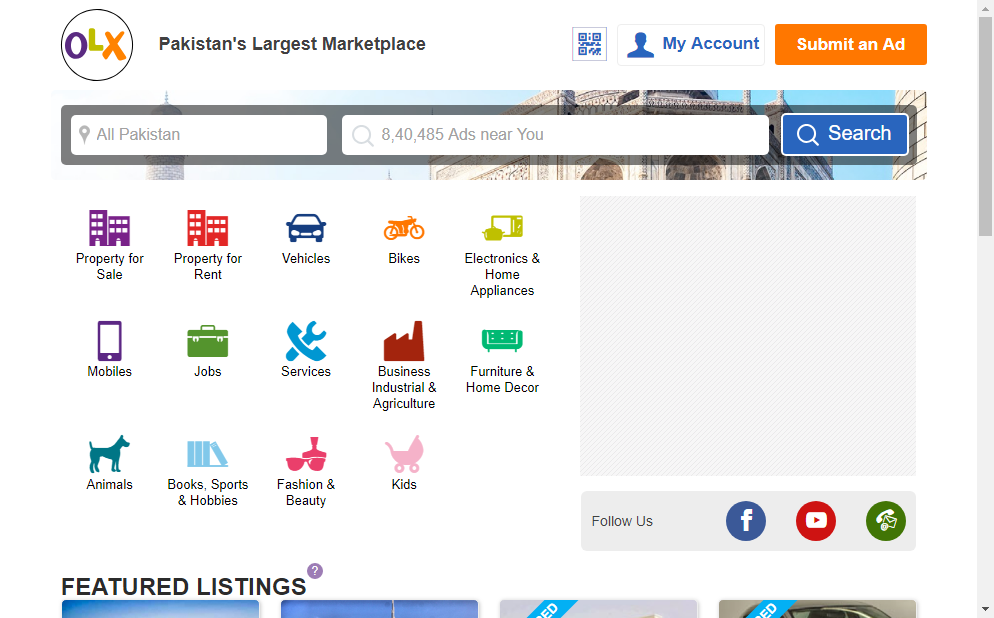 OLX
Pakistan's Largest Marketplace
My Account
Submit an Ad
All Pakistan
8,40,485 Ads near You
Search
Property for
Sale
Property for
Rent
Vehicles
Bikes
Electronics &
Home
Appliances
Mobiles
Jobs
Services
Business
Industrial &
Agriculture
Furniture &
Home Decor
Animals
Books, Sports
& Hobbies
Fashion &
Beauty
Kids
Follow Us
f
FEATURED LISTINGS
?